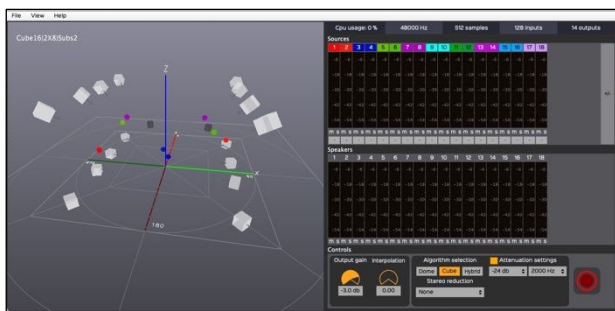 File View Help
Cpu usage: 0 % 48000 Hz 512 samples 128 inputs 14 outputs
Cube16(2X8)Subs2
Sources
1 2 3 4 5 6 7 8 9 10 11 12 13 14 15 16 17 18
m s m s m s m s m s m s m s m s m s m s m s m s m s m s m s m s m s m s
+/-
Z
X
180
Speakers
1 2 3 4 5 6 7 8 9 10 11 12 13 14 15 16 17 18
m s m s m s m s m s m s m s m s m s m s m s m s m s m s m s m s m s m s
Controls
Output gain Interpolation Algorithm selection Attenuation settings
Dome Cube Hybrid -24 db 2000 Hz
Stereo reduction
-3.0 db 0.00 None